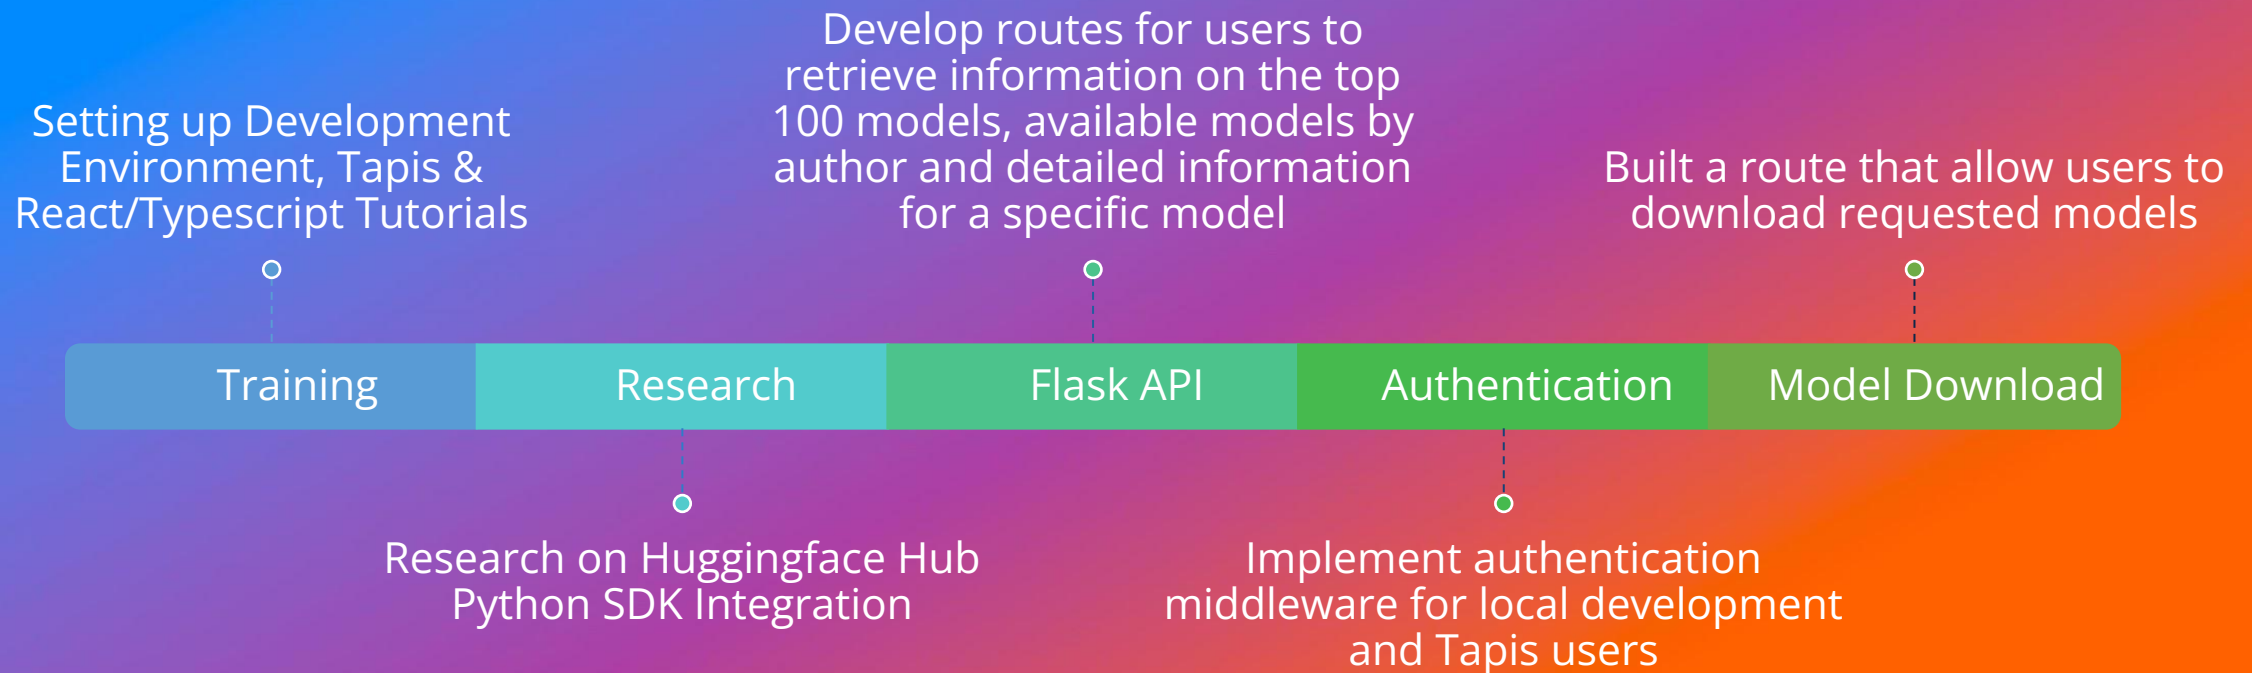 Setting up Development
Environment, Tapis &
React/Typescript Tutorials
Develop routes for users to
retrieve information on the top
100 models, available models by
author and detailed information
for a specific model
Built a route that allow users to
download requested models
Training
Research
Flask API
Authentication
Model Download
Research on Huggingface Hub
Python SDK Integration
Implement authentication
middleware for local development
and Tapis users